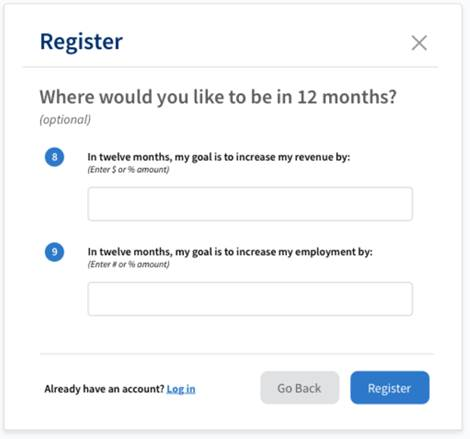 Register
Where would you like to be in 12 months?
(optional)
8 In twelve months, my goal is to increase my revenue by:
(Enter $ or % amount)
9 In twelve months, my goal is to increase my employment by:
(Enter # or % amount)
Already have an account? Log in Go Back Register